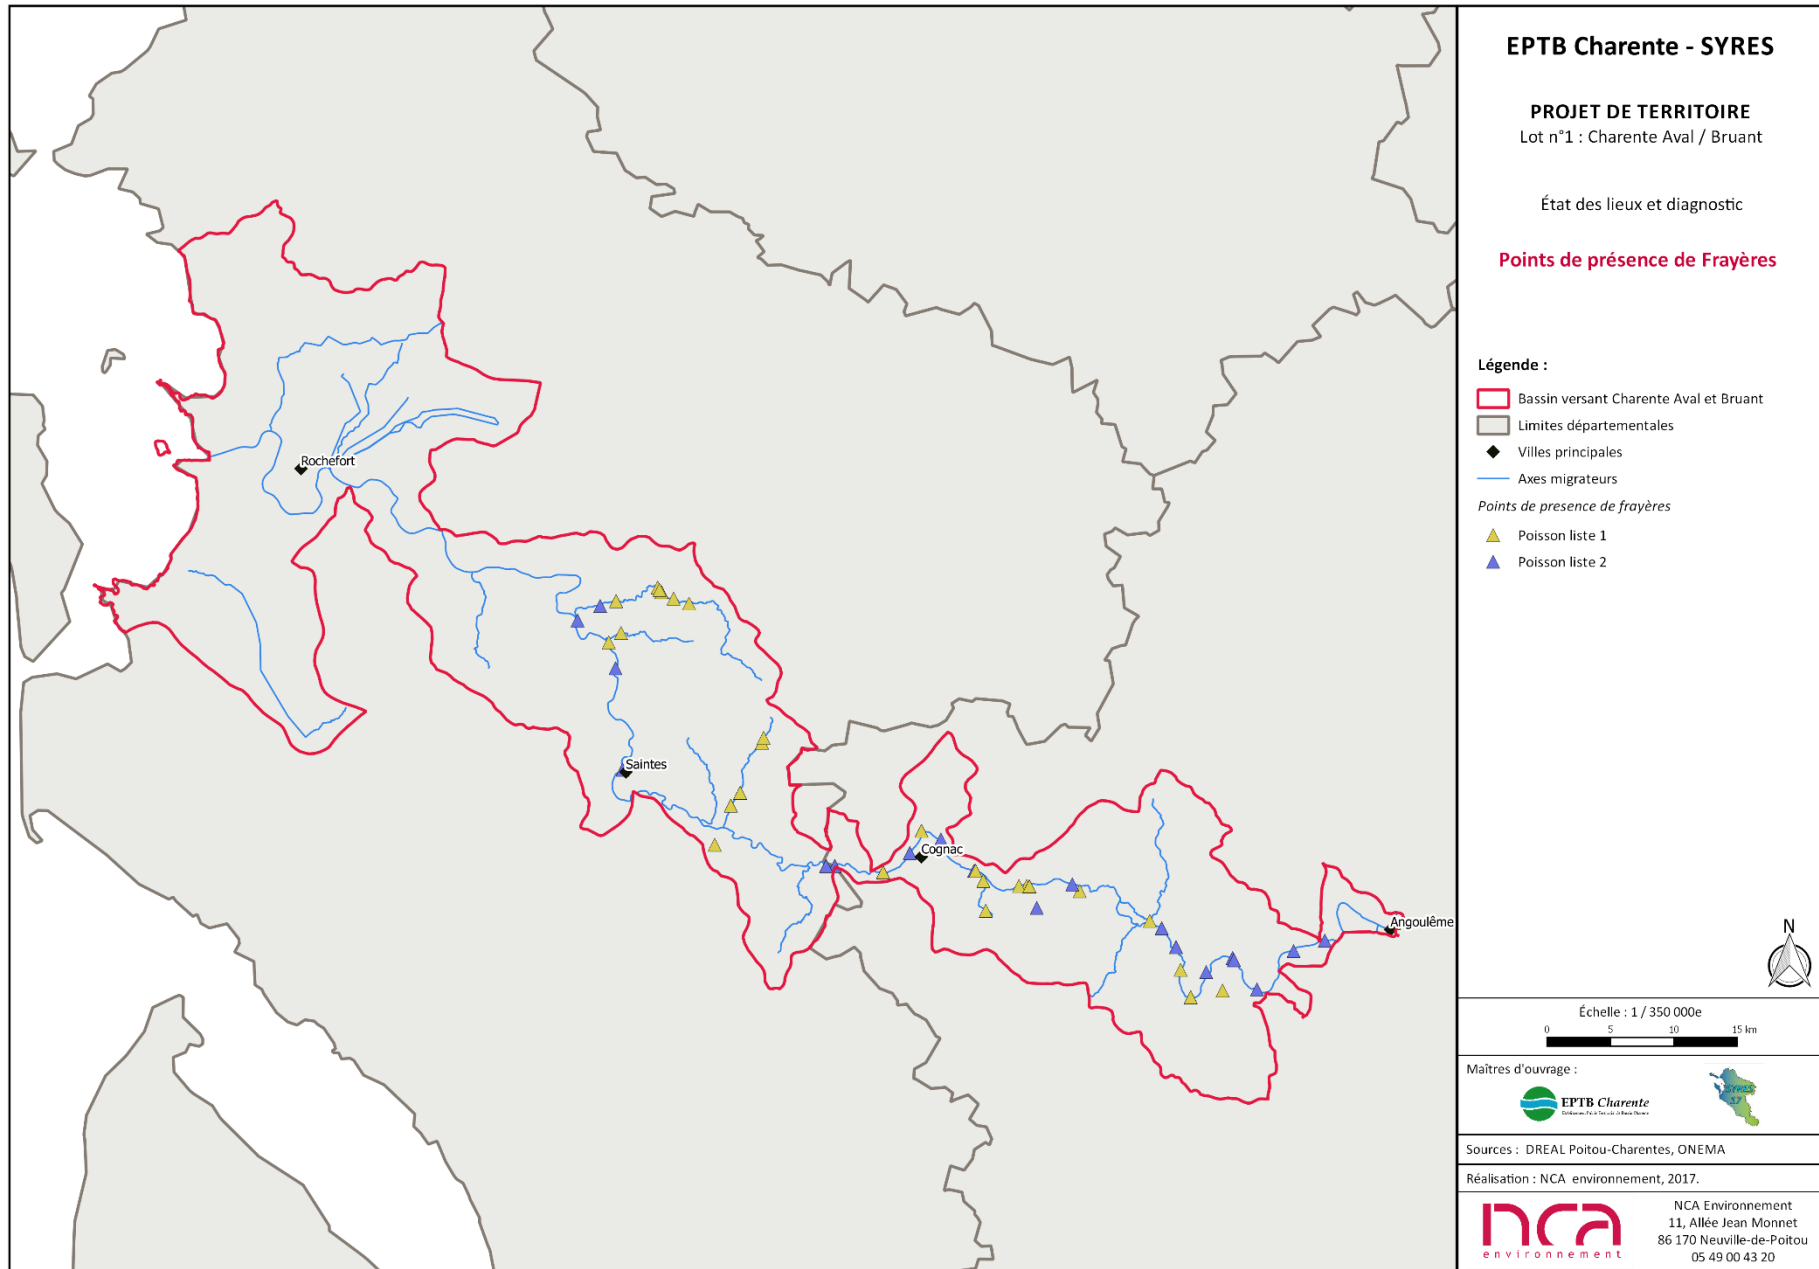 EPTB Charente - SYRES
PROJET DE TERRITOIRE
Lot n°1 : Charente Aval / Bruant
État des lieux et diagnostic
Points de présence de Frayères
Légende :
Bassin versant Charente Aval et Bruant
Limites départementales
Villes principales
Axes migrateurs
Points de presence de frayères
Poisson liste 1
Poisson liste 2
Rochefort
Saintes
Cognac
Angoulême
N
Échelle : 1 / 350 000e
0 5 10 15 km
Maîtres d'ouvrage :
EPTB Charente
Sources : DREAL Poitou-Charentes, ONEMA
Réalisation : NCA environnement, 2017.
nca
environnement
NCA Environnement
11, Allée Jean Monnet
86 170 Neuville-de-Poitou
05 49 00 43 20